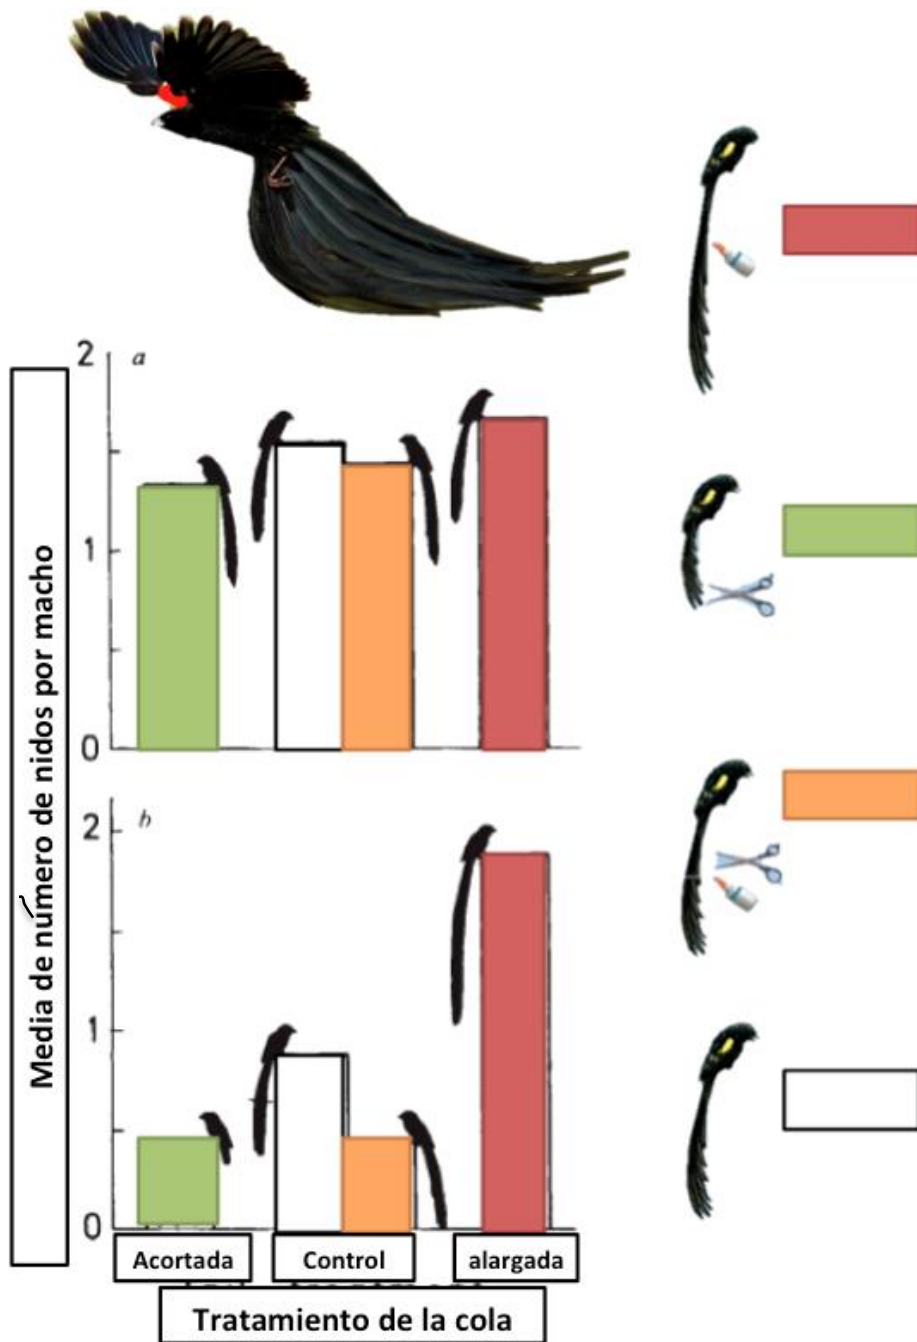 2
a
1
0
Media de número de nidos por macho
b
2
1
0
Acortada
Control
alargada
Tratamiento de la cola